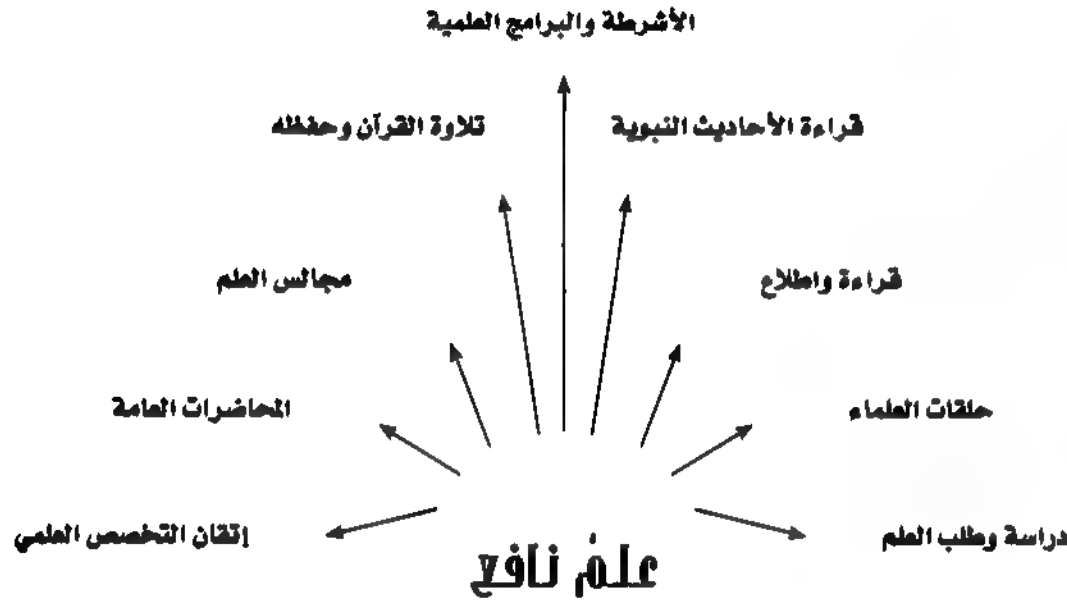 الأشرطة والبرامج العلمية
قراءة الأحاديث النبوية
تلاوة القرآن وحفظه
قراءة واطلاع
مجالس العلم
حلقات العلماء
المحاضرات العامة
دراسة وطلب العلم
إتقان التخصص العلمي
علمٌ نافع